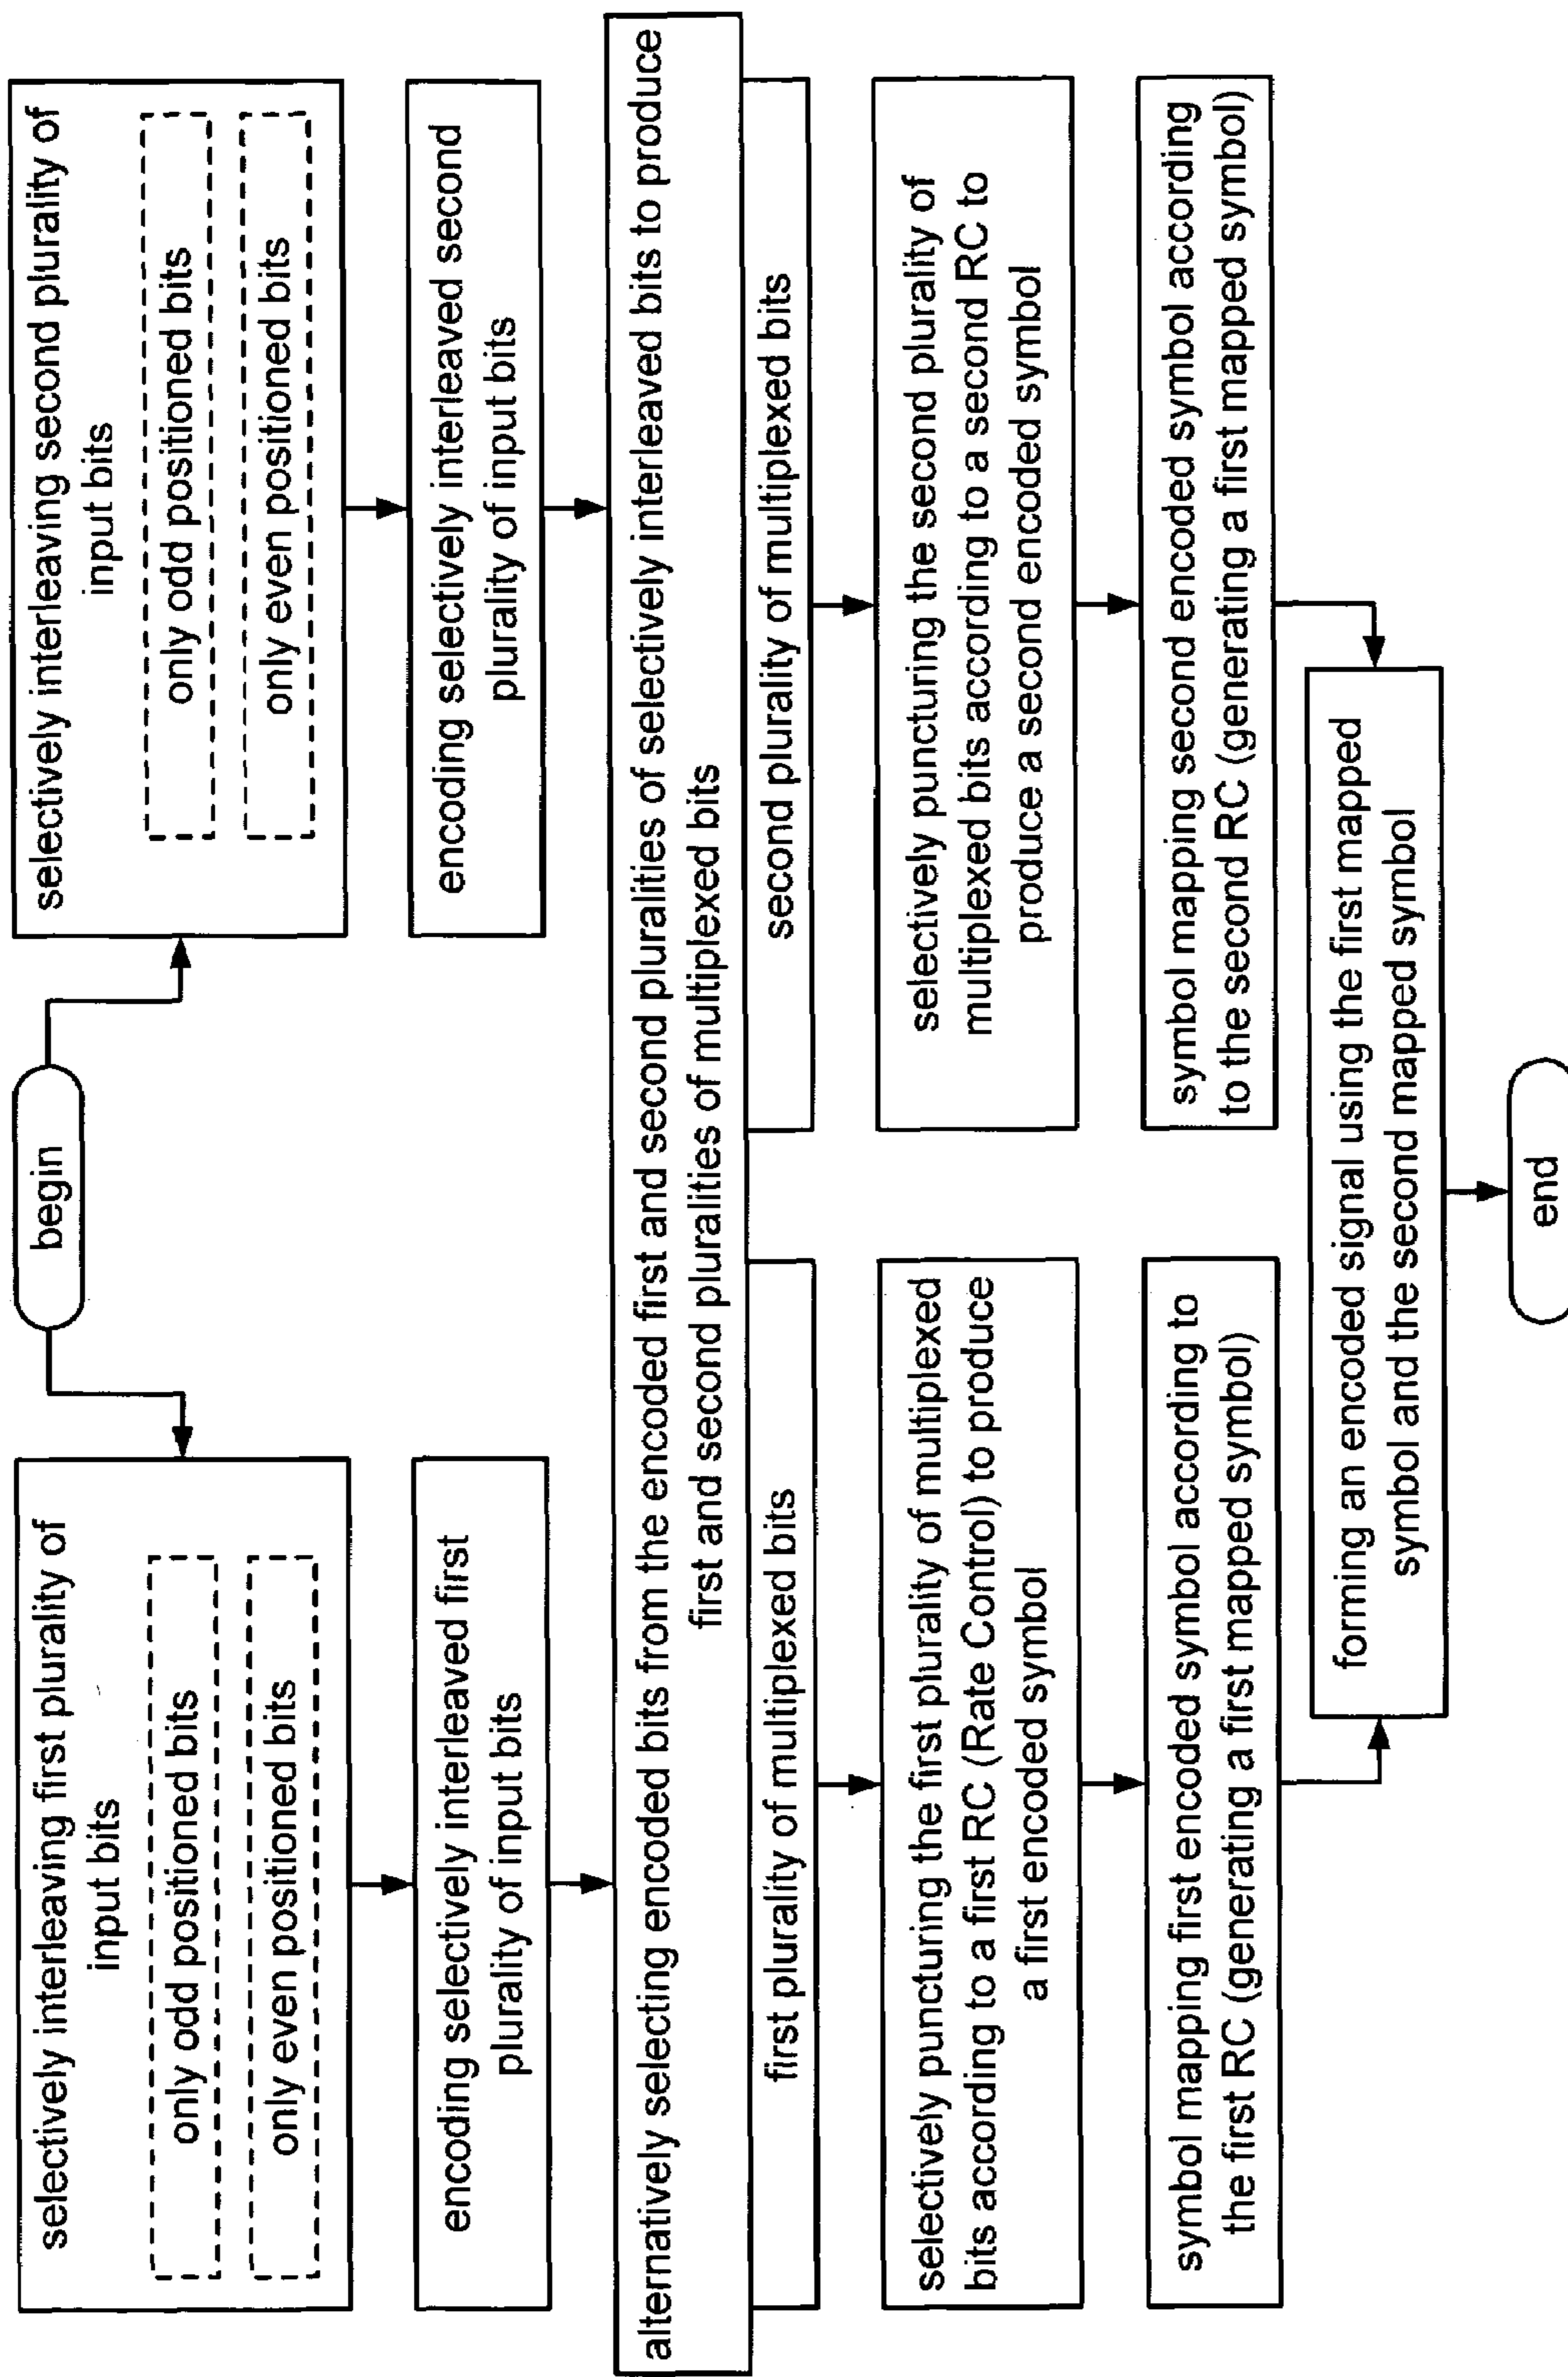 begin
selectively interleaving first plurality of
input bits
only odd positioned bits
only even positioned bits
encoding selectively interleaved first
plurality of input bits
selectively interleaving second plurality of
input bits
only odd positioned bits
only even positioned bits
encoding selectively interleaved second
plurality of input bits
alternatively selecting encoded bits from the encoded first and second pluralities of selectively interleaved bits to produce
first and second pluralities of multiplexed bits
first plurality of multiplexed bits
selectively puncturing the first plurality of multiplexed
bits according to a first RC (Rate Control) to produce
a first encoded symbol
symbol mapping first encoded symbol according to
the first RC (generating a first mapped symbol)
second plurality of multiplexed bits
selectively puncturing the second plurality of
multiplexed bits according to a second RC to
produce a second encoded symbol
symbol mapping second encoded symbol according
to the second RC (generating a first mapped symbol)
forming an encoded signal using the first mapped
symbol and the second mapped symbol
end